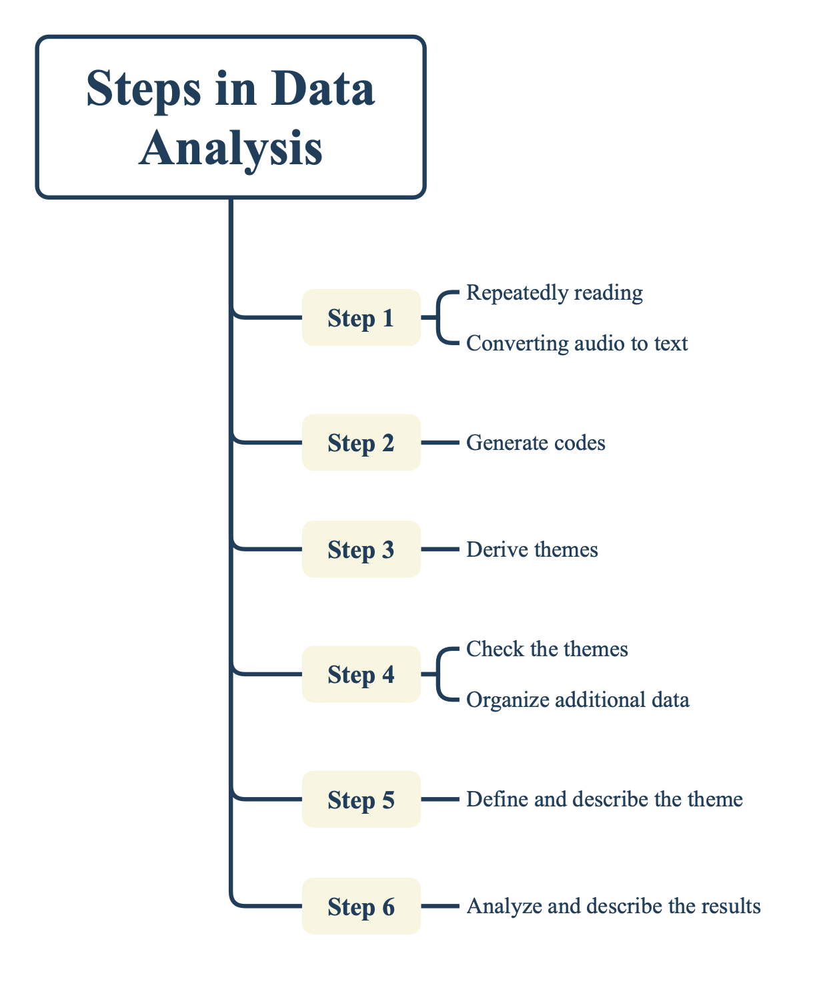 Steps in Data
Analysis
Step 1
Repeatedly reading
Converting audio to text
Step 2
Generate codes
Step 3
Derive themes
Step 4
Check the themes
Organize additional data
Step 5
Define and describe the theme
Step 6
Analyze and describe the results